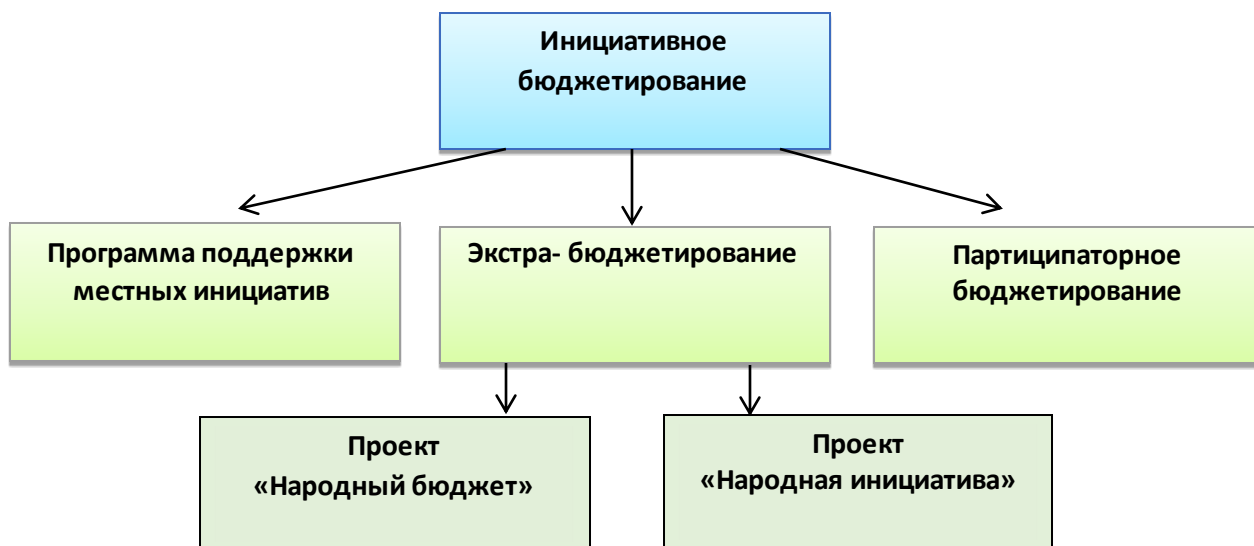 Инициативное
бюджетирование
Программа поддержки
местных инициатив
Экстра- бюджетирование
Партиципаторное
бюджетирование
Проект
«Народный бюджет»
Проект
«Народная инициатива»